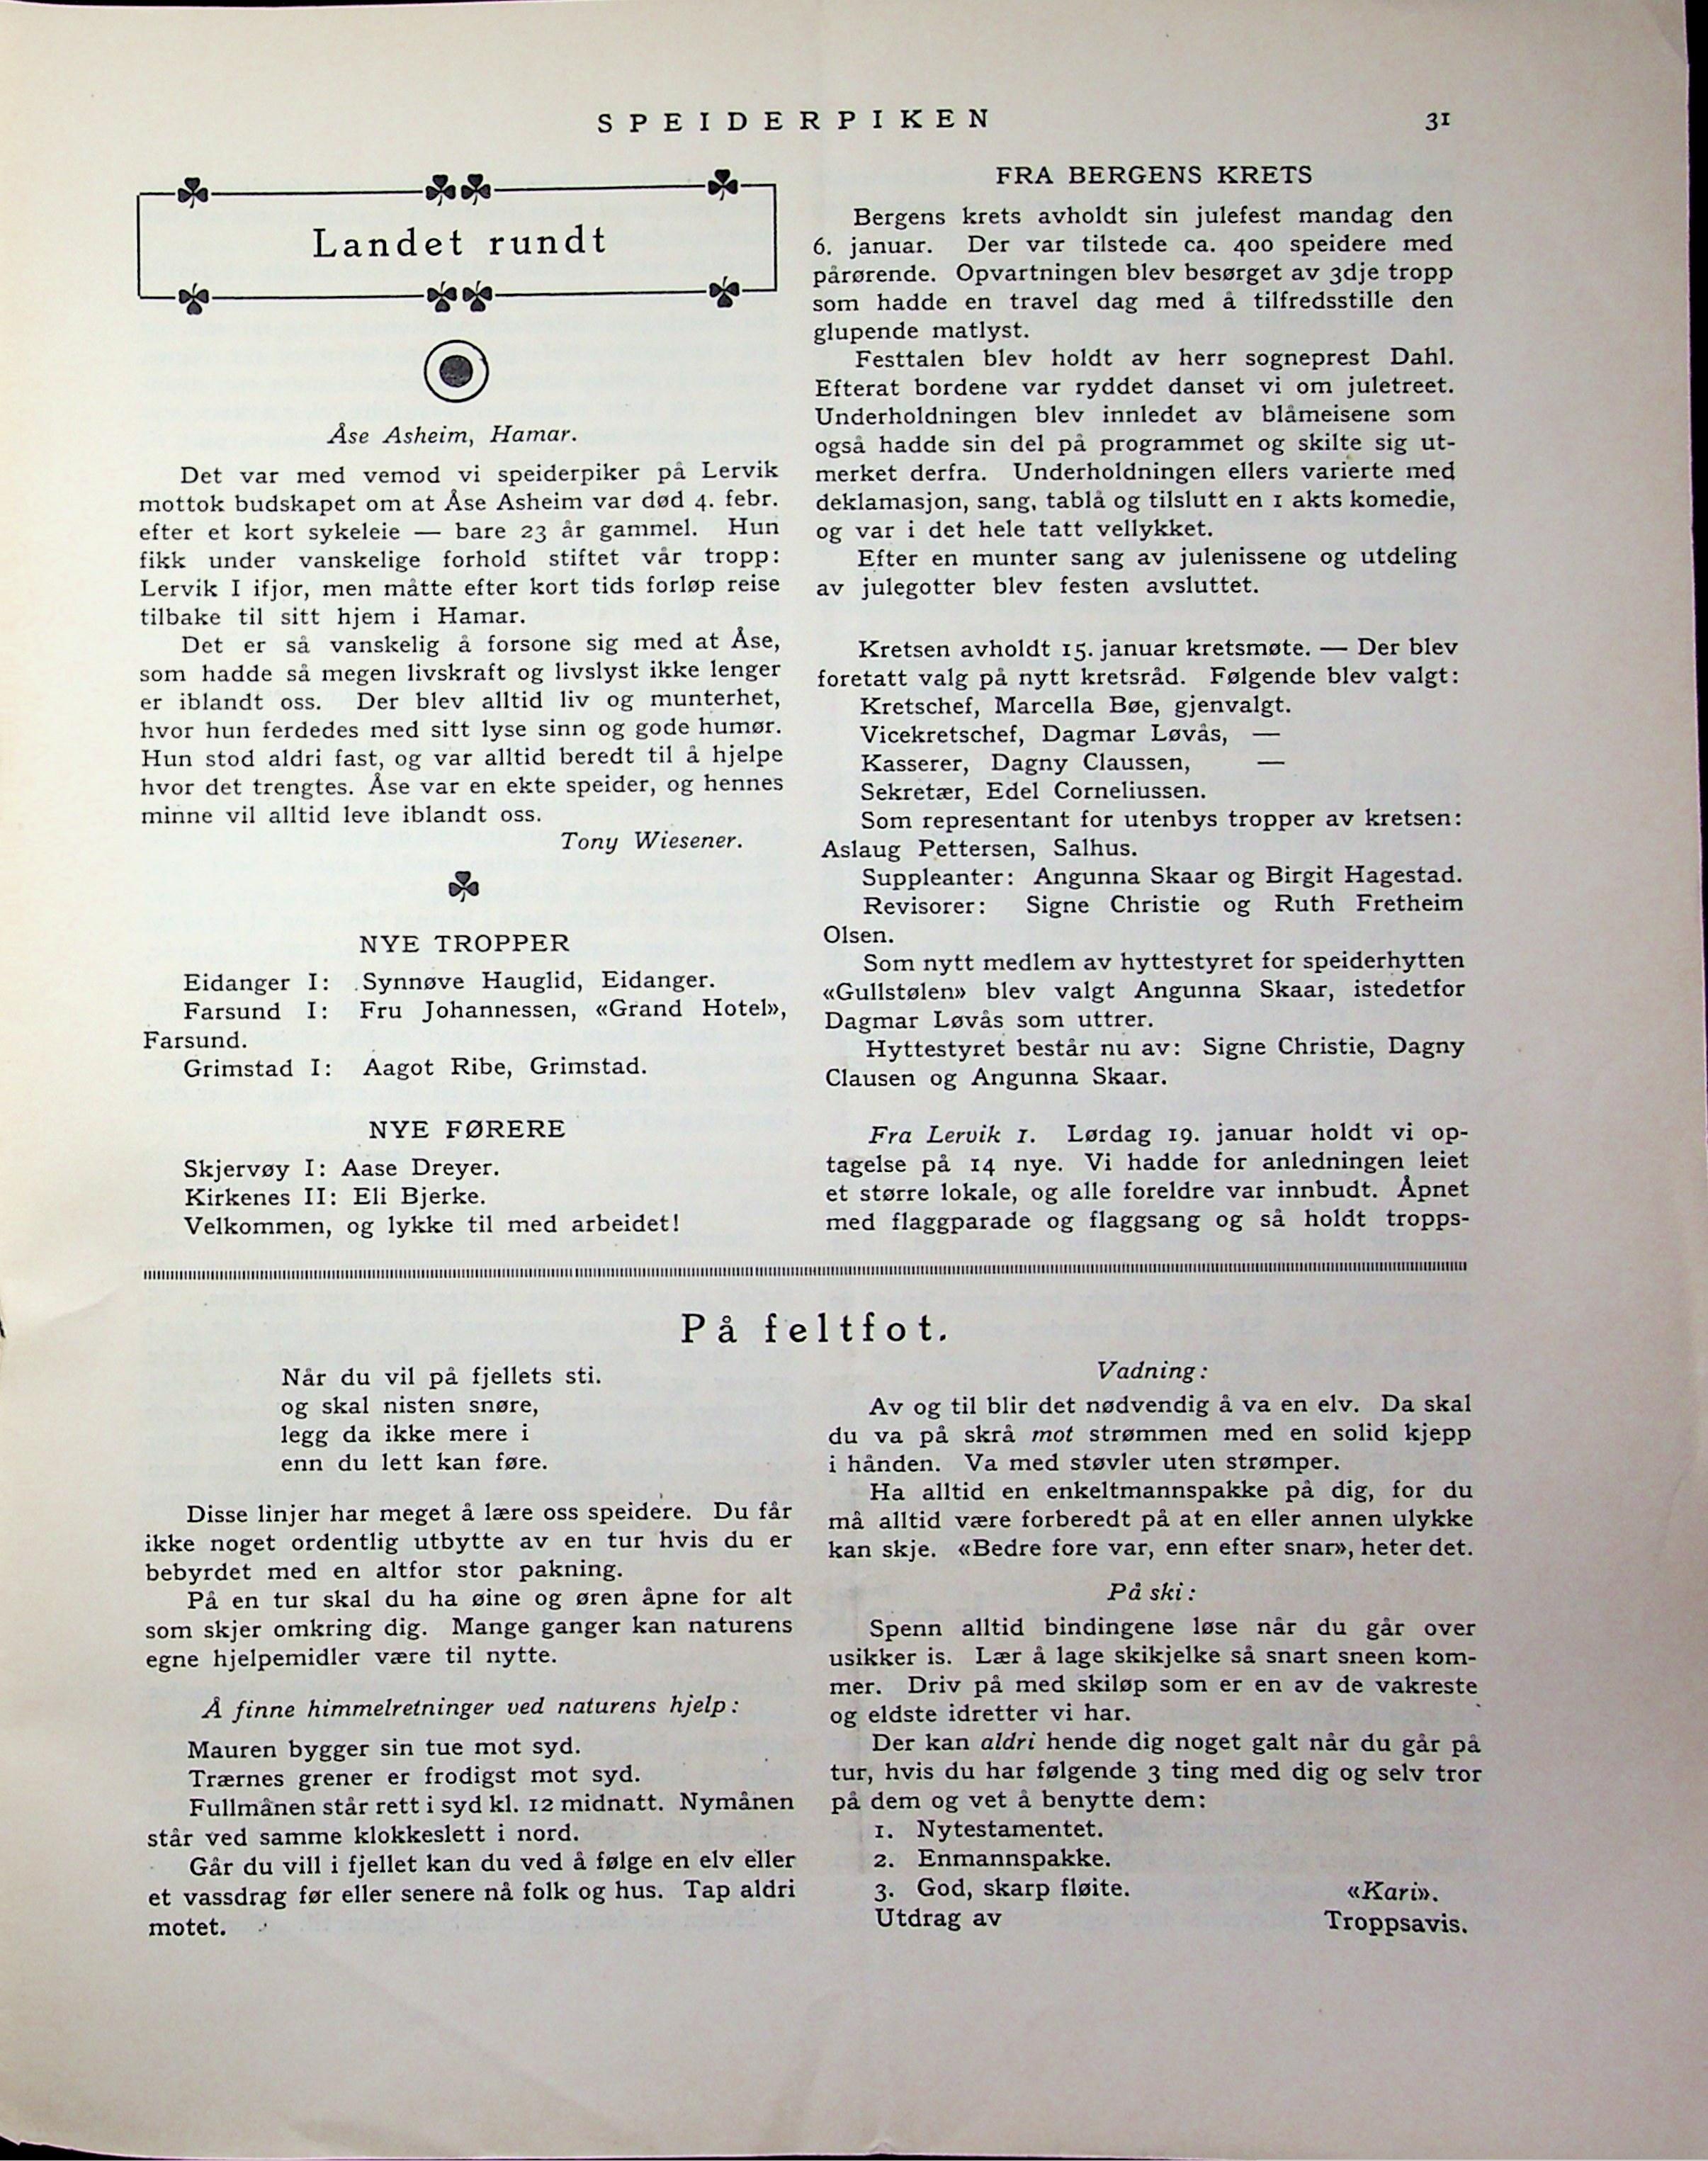 SPEIDERPIKEN 31
Landet rundt
Åse Asheim, Hamar.
Det var med vemod vi speiderpiker på Lervik
mottok budskapet om at Åse Asheim var død 4. febr.
efter et kort sykeleie — bare 23 år gammel. Hun
fikk under vanskelige forhold stiftet vår tropp:
Lervik I ifjor, men måtte efter kort tids forløp reise
tilbake til sitt hjem i Hamar.
Det er så vanskelig å forsone sig med at Åse,
som hadde så megen livskraft og livslyst ikke lenger
er iblandt oss. Der blev alltid liv og munterhet,
hvor hun ferdedes med sitt lyse sinn og gode humør.
Hun stod aldri fast, og var alltid beredt til å hjelpe
hvor det trengtes. Åse var en ekte speider, og hennes
minne vil alltid leve iblandt oss.
Tony Wiesener.
NYE TROPPER
Eidanger I: Synnøve Hauglid, Eidanger.
Farsund I: Fru Johannessen, «Grand Hotel»,
Farsund.
Grimstad I: Aagot Ribe, Grimstad.
NYE FØRERE
Skjervøy I: Aase Dreyer.
Kirkenes II: Eli Bjerke.
Velkommen, og lykke til med arbeidet!
FRA BERGENS KRETS
Bergens krets avholdt sin julefest mandag den
6. januar. Der var tilstede ca. 400 speidere med
pårørende. Opvartningen blev besørget av 3dje tropp
som hadde en travel dag med å tilfredsstille den
glupende matlyst.
Festtalen blev holdt av herr sogneprest Dahl.
Efterat bordene var ryddet danset vi om juletreet.
Underholdningen blev innledet av blåmeisene som
også hadde sin del på programmet og skilte sig ut-
merket derfra. Underholdningen ellers varierte med
deklamasjon, sang, tablå og tilslutt en 1 akts komedie,
og var i det hele tatt vellykket.
Efter en munter sang av julenissene og utdeling
av julegotter blev festen avsluttet.
Kretsen avholdt 15. januar kretsmøte. — Der blev
foretatt valg på nytt kretsråd. Følgende blev valgt:
Kretschef, Marcella Bøe, gjenvalgt.
Vicekretschef, Dagmar Løvås, —
Kasserer, Dagny Claussen, —
Sekretær, Edel Corneliussen.
Som representant for utenbys tropper av kretsen:
Aslaug Pettersen, Salhus.
Suppleanter: Angunna Skaar og Birgit Hagestad.
Revisorer: Signe Christie og Ruth Fretheim
Olsen.
Som nytt medlem av hyttestyret for speiderhytten
«Gullstølen» blev valgt Angunna Skaar, istedetfor
Dagmar Løvås som uttrer.
Hyttestyret består nu av: Signe Christie, Dagny
Clausen og Angunna Skaar.
Fra Lervik 1. Lørdag 19. januar holdt vi op-
tagelse på 14 nye. Vi hadde for anledningen leiet
et større lokale, og alle foreldre var innbudt. Åpnet
med flaggparade og flaggsang og så holdt tropps-
På feltfot.
Når du vil på fjellets sti.
og skal nisten snøre,
legg da ikke mere i
enn du lett kan føre.
Disse linjer har meget å lære oss speidere. Du får
ikke noget ordentlig utbytte av en tur hvis du er
bebyrdet med en altfor stor pakning.
På en tur skal du ha øine og øren åpne for alt
som skjer omkring dig. Mange ganger kan naturens
egne hjelpemidler være til nytte.
Å finne himmelretninger ved naturens hjelp:
Mauren bygger sin tue mot syd.
Trærnes grener er frodigst mot syd.
Fullmånen står rett i syd kl. 12 midnatt. Nymånen
står ved samme klokkeslett i nord.
Går du vill i fjellet kan du ved å følge en elv eller
et vassdrag før eller senere nå folk og hus. Tap aldri
motet.
Vadning:
Av og til blir det nødvendig å va en elv. Da skal
du va på skrå mot strømmen med en solid kjepp
i hånden. Va med støvler uten strømper.
Ha alltid en enkeltmannspakke på dig, for du
må alltid være forberedt på at en eller annen ulykke
kan skje. «Bedre fore var, enn efter snar», heter det.
På ski:
Spenn alltid bindingene løse når du går over
usikker is. Lær å lage skikjelke så snart sneen kom-
mer. Driv på med skiløp som er en av de vakreste
og eldste idretter vi har.
Der kan aldri hende dig noget galt når du går på
tur, hvis du har følgende 3 ting med dig og selv tror
på dem og vet å benytte dem:
1. Nytestamentet.
2. Enmannspakke.
3. God, skarp fløite. «Kari».
Utdrag av Troppsavis.